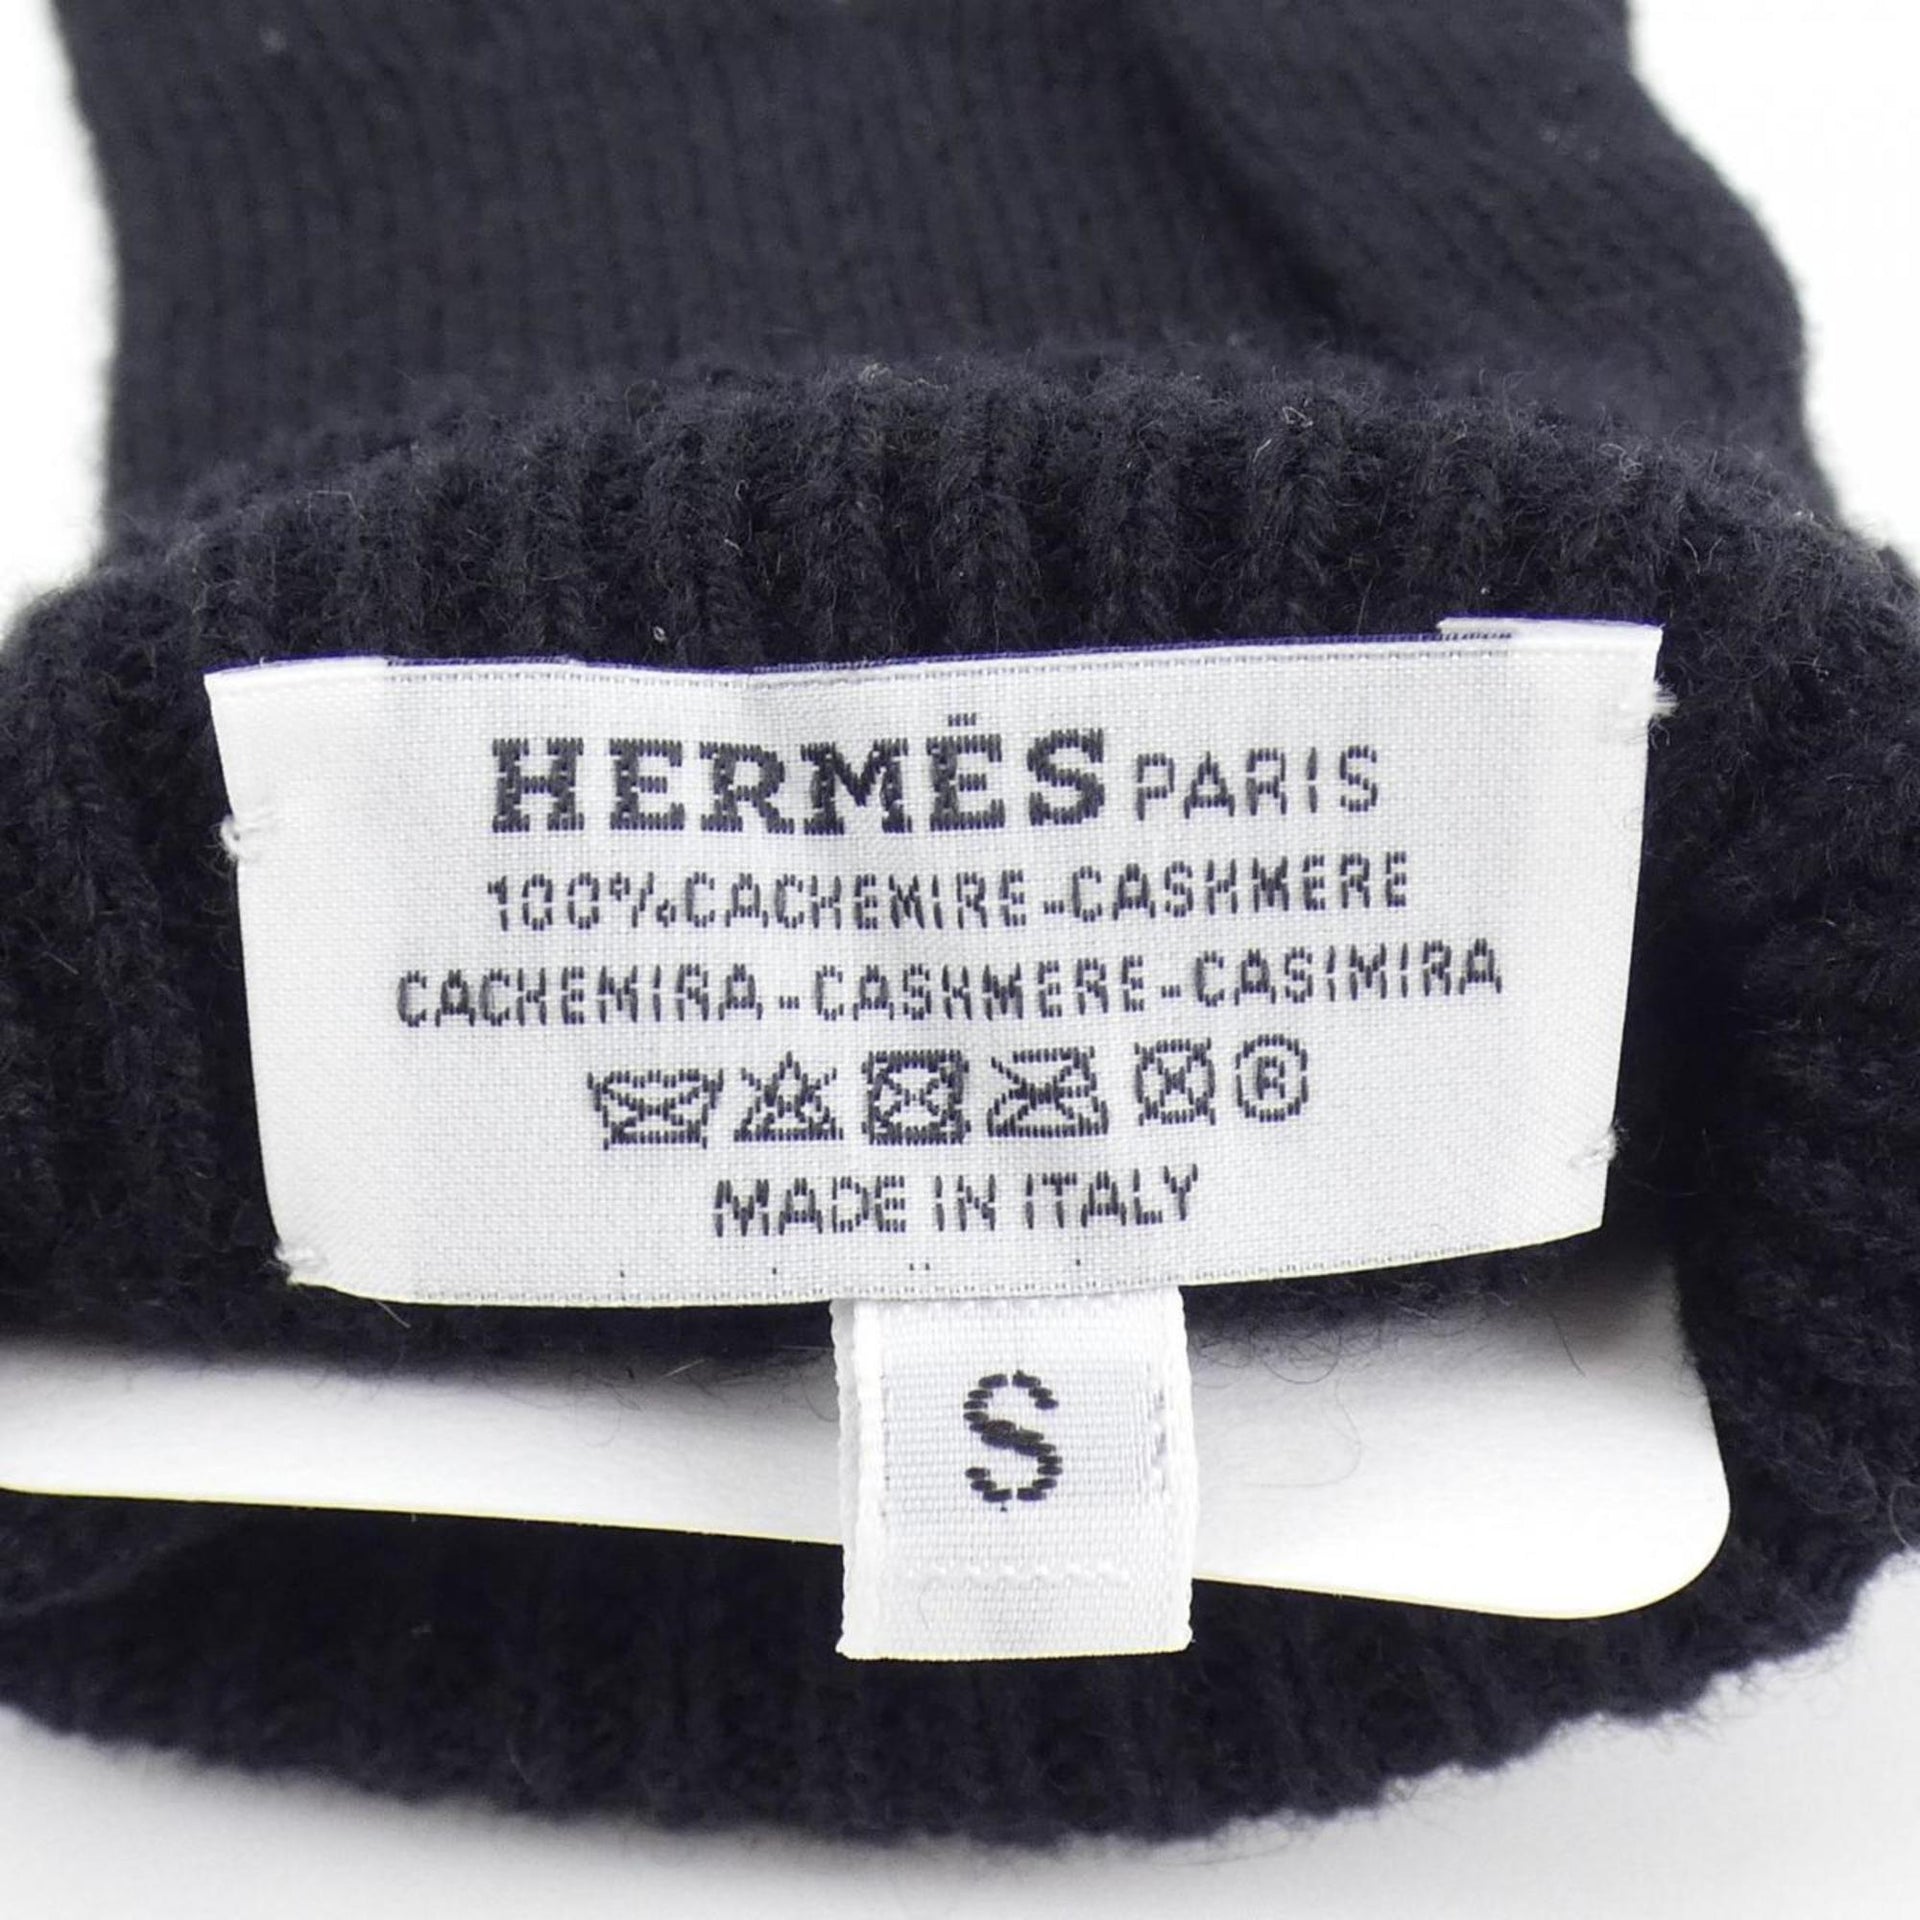 HERMÈS PARIS
100%CACHEMIRE-CASHMERE
CACHEMIRA-CASHMERE-CASIMIRA
®
MADE IN ITALY
S